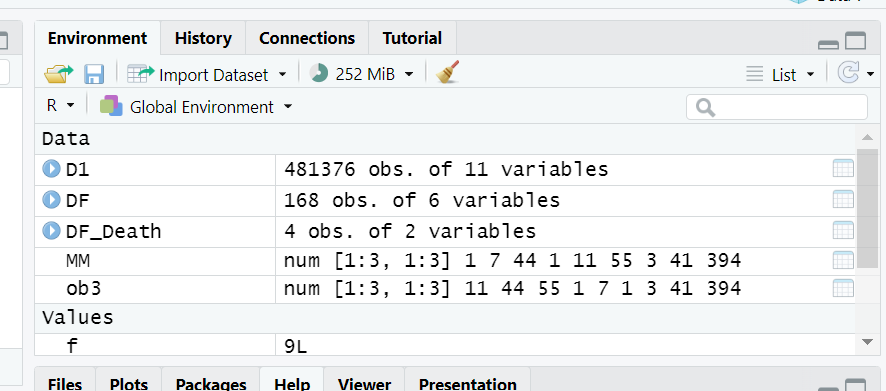 Environment History Connections Tutorial
Import Dataset 252 MiB List
R Global Environment
Data
D1 481376 obs. of 11 variables
DF 168 obs. of 6 variables
DF_Death 4 obs. of 2 variables
MM num [1:3, 1:3] 1 7 44 1 11 55 3 41 394
ob3 num [1:3, 1:3] 11 44 55 1 7 1 3 41 394
Values
f 9L
Files Plots Packages Help Viewer Presentation